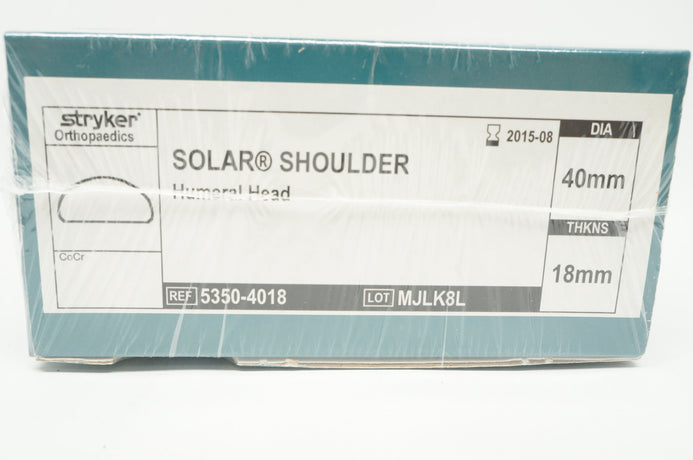 stryker®
Orthopaedics
CoCr
SOLAR® SHOULDER
Humeral Head
2015-08
DIA
40mm
THKNS
18mm
REF 5350-4018
LOT MJLK8L